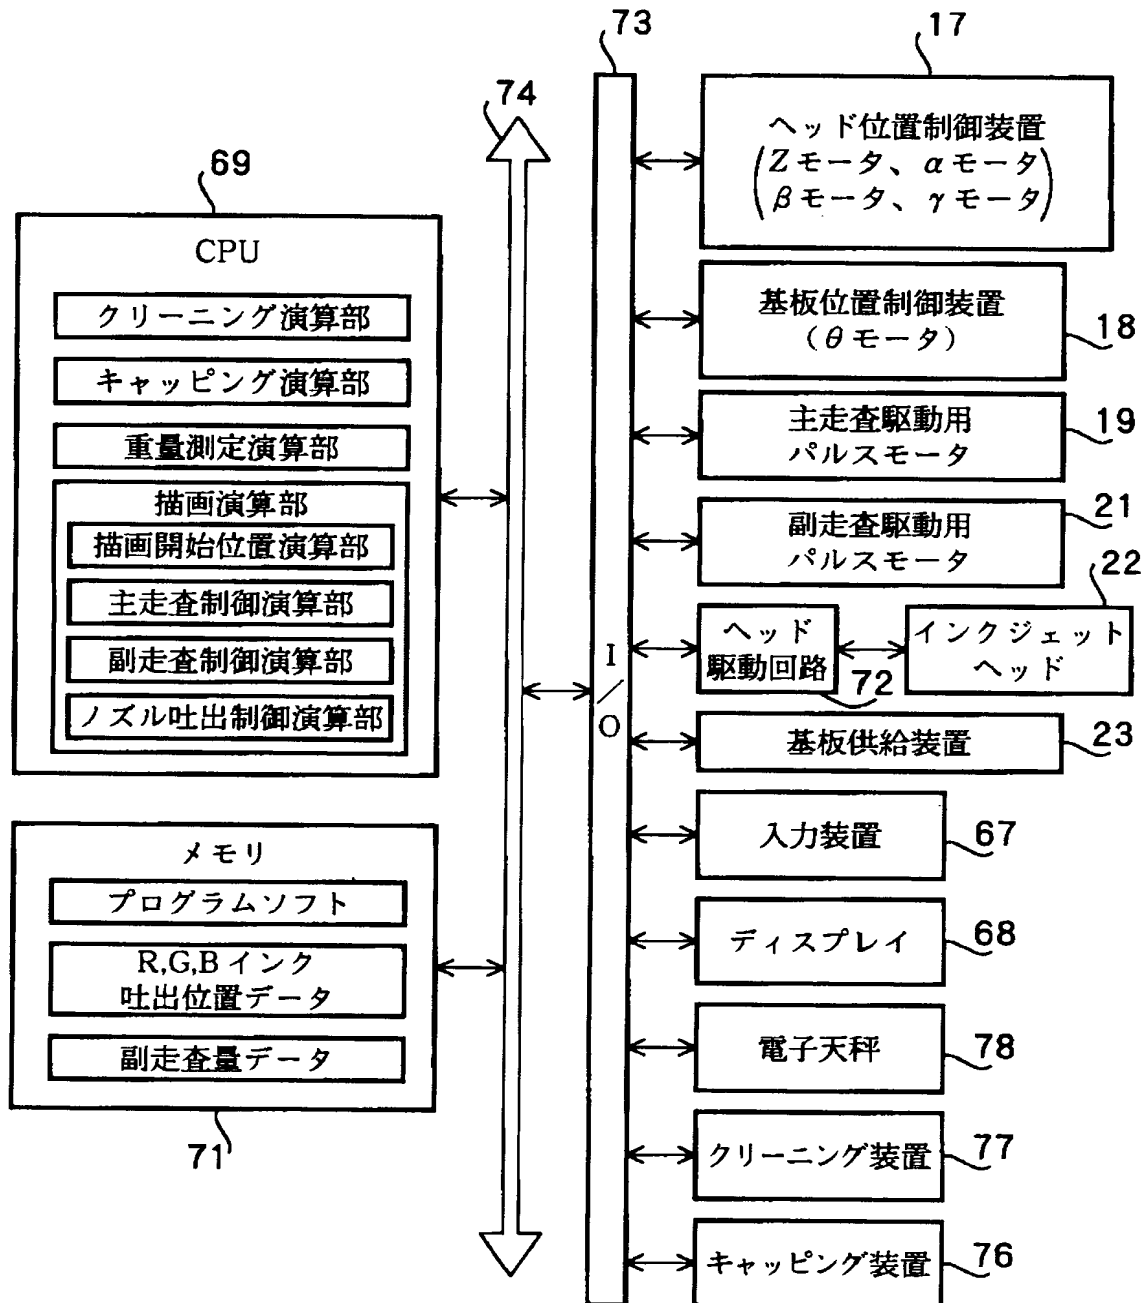 73
17
74
69
CPU
クリーニング演算部
キャッピング演算部
重量測定演算部
描画演算部
描画開始位置演算部
主走査制御演算部
副走査制御演算部
ノズル吐出制御演算部
メモリ
プログラムソフト
R,G,Bインク
吐出位置データ
副走査量データ
71
I
/
O
ヘッド位置制御装置
(Zモータ、αモータ
βモータ、γモータ)
基板位置制御装置
(θモータ)
18
主走査駆動用
パルスモータ
19
副走査駆動用
パルスモータ
21
ヘッド
駆動回路
72
インクジェット
ヘッド
22
基板供給装置
23
入力装置
67
ディスプレイ
68
電子天秤
78
クリーニング装置
77
キャッピング装置
76